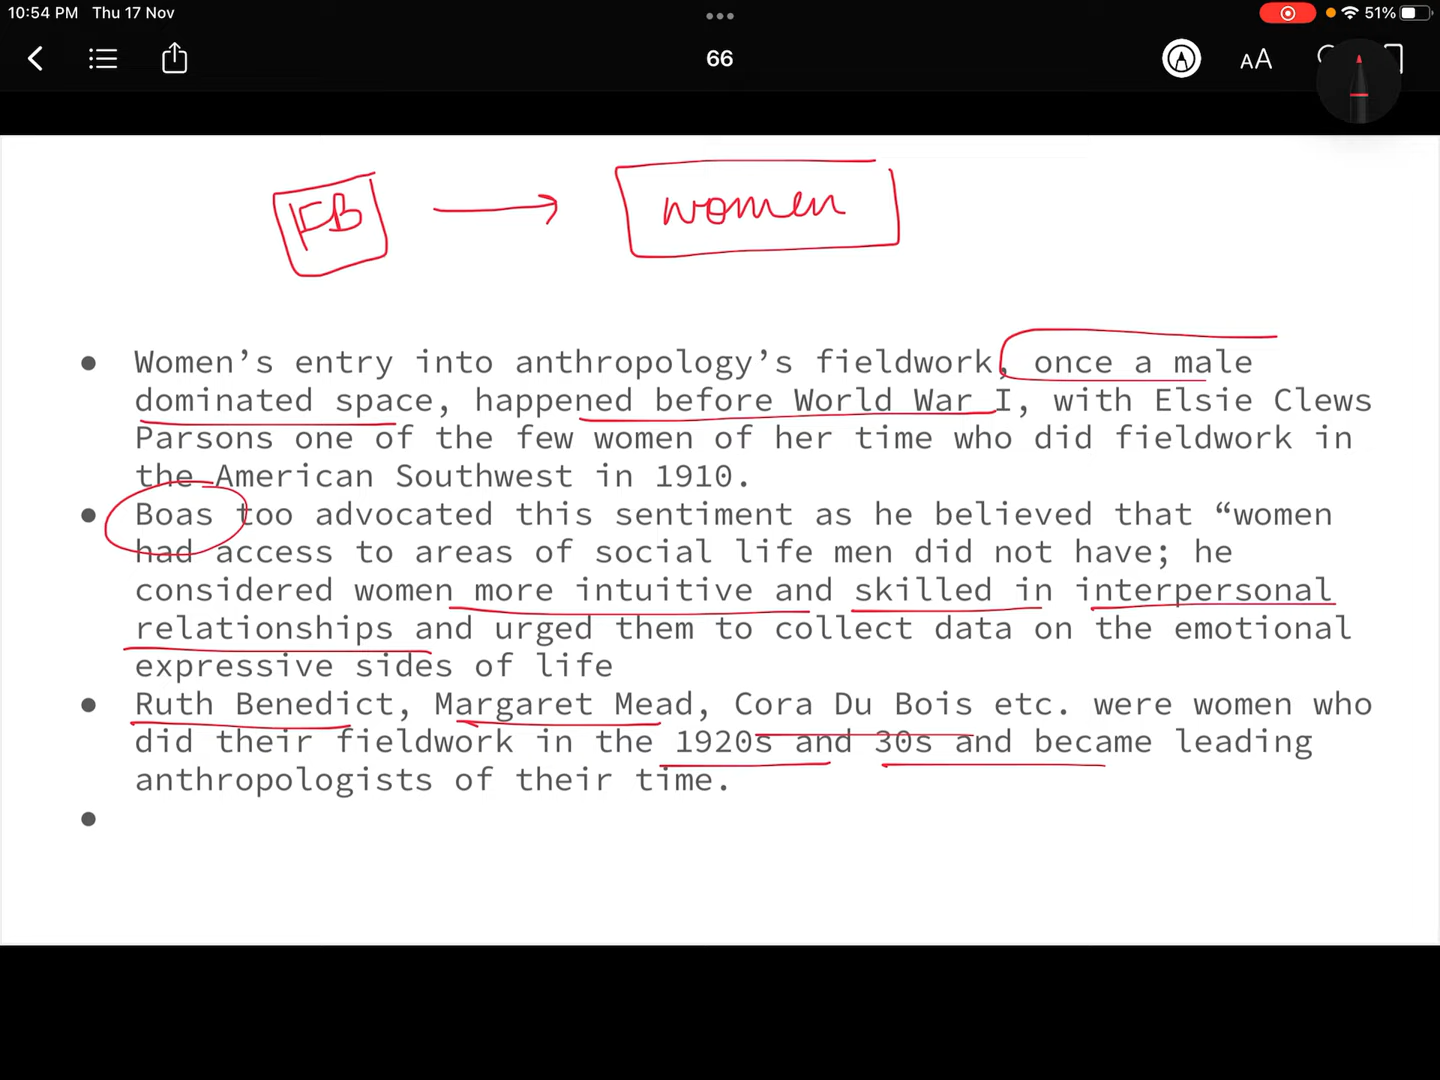 10:54 PM Thu 17 Nov
51%
66
AA
FB → women
• Women’s entry into anthropology’s fieldwork, once a male
dominated space, happened before World War I, with Elsie Clews
Parsons one of the few women of her time who did fieldwork in
the American Southwest in 1910.
• Boas too advocated this sentiment as he believed that “women
had access to areas of social life men did not have; he
considered women more intuitive and skilled in interpersonal
relationships and urged them to collect data on the emotional
expressive sides of life
• Ruth Benedict, Margaret Mead, Cora Du Bois etc. were women who
did their fieldwork in the 1920s and 30s and became leading
anthropologists of their time.
•